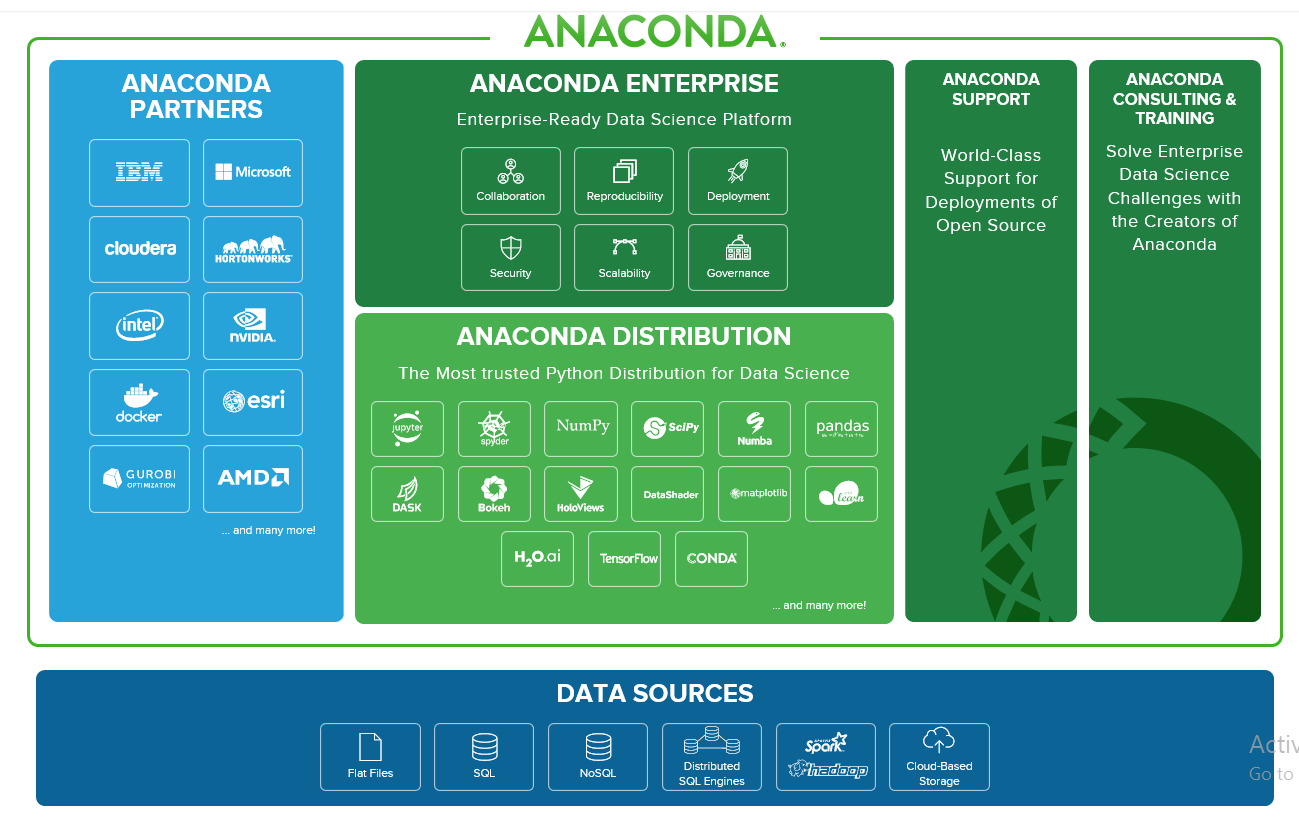 ANACONDA®
ANACONDA
PARTNERS
IBM
Microsoft
cloudera
HORTONWORKS
intel
NVIDIA.
docker
esri
GUROBI
OPTIMIZATION
AMD
... and many more!
ANACONDA ENTERPRISE
Enterprise-Ready Data Science Platform
Collaboration
Reproducibility
Deployment
Security
Scalability
Governance
ANACONDA DISTRIBUTION
The Most trusted Python Distribution for Data Science
jupyter
spyder
NumPy
SciPy
Numba
pandas
DASK
Bokeh
HoloViews
DataShader
matplotlib
learn
H2O.ai
TensorFlow
CONDA
... and many more!
ANACONDA
SUPPORT
World-Class
Support for
Deployments of
Open Source
ANACONDA
CONSULTING &
TRAINING
Solve Enterprise
Data Science
Challenges with
the Creators of
Anaconda
DATA SOURCES
Flat Files
SQL
NoSQL
Distributed
SQL Engines
APACHE
Spark
hadoop
Cloud-Based
Storage
Activ
Go to